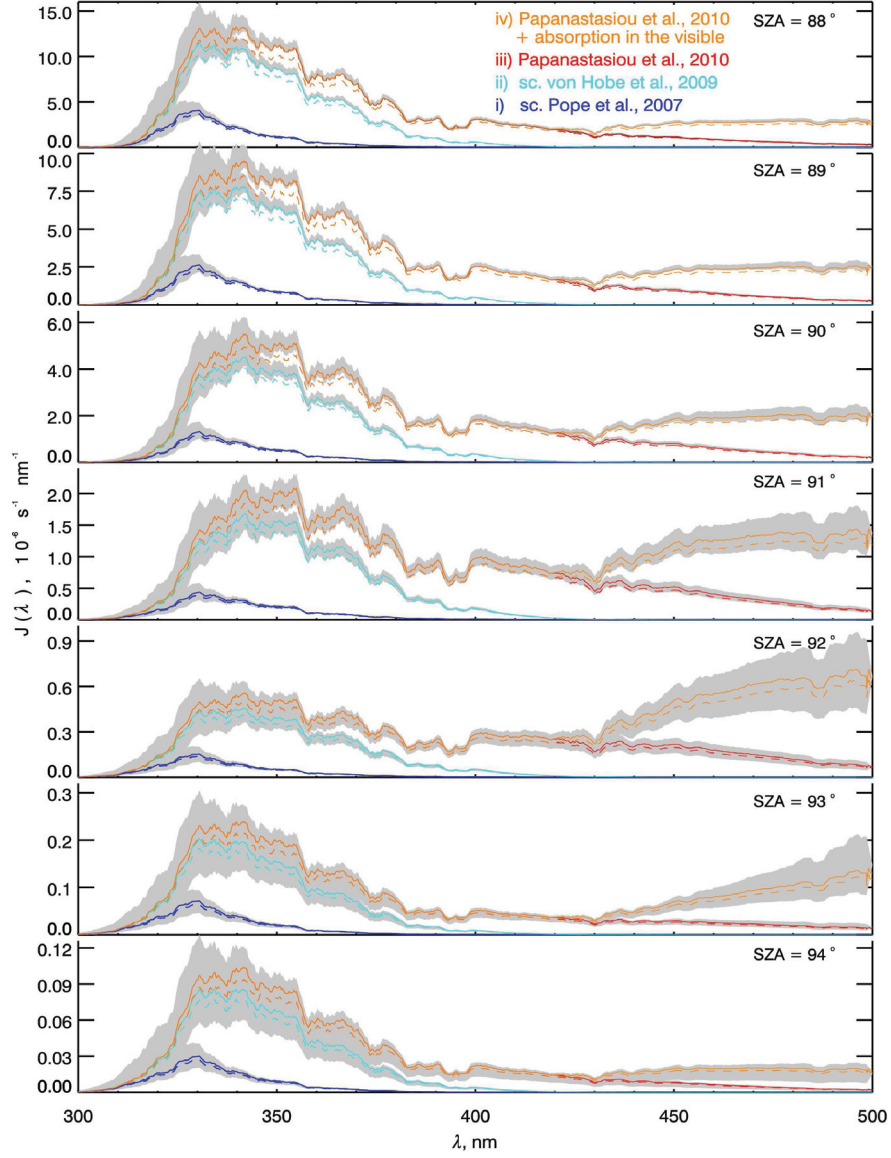 iv) Papanastasiou et al., 2010
+ absorption in the visible
iii) Papanastasiou et al., 2010
ii) sc. von Hobe et al., 2009
i) sc. Pope et al., 2007
SZA = 88°
15.0
10.0
5.0
0.0
SZA = 89°
10.0
7.5
5.0
2.5
0.0
SZA = 90°
6.0
4.0
2.0
0.0
SZA = 91°
2.0
1.5
1.0
0.5
0.0
J(λ), 10⁻⁶ s⁻¹ nm⁻¹
SZA = 92°
0.9
0.6
0.3
0.0
SZA = 93°
0.3
0.2
0.1
0.0
SZA = 94°
0.12
0.09
0.06
0.03
0.00
300 350 400 450 500
λ, nm